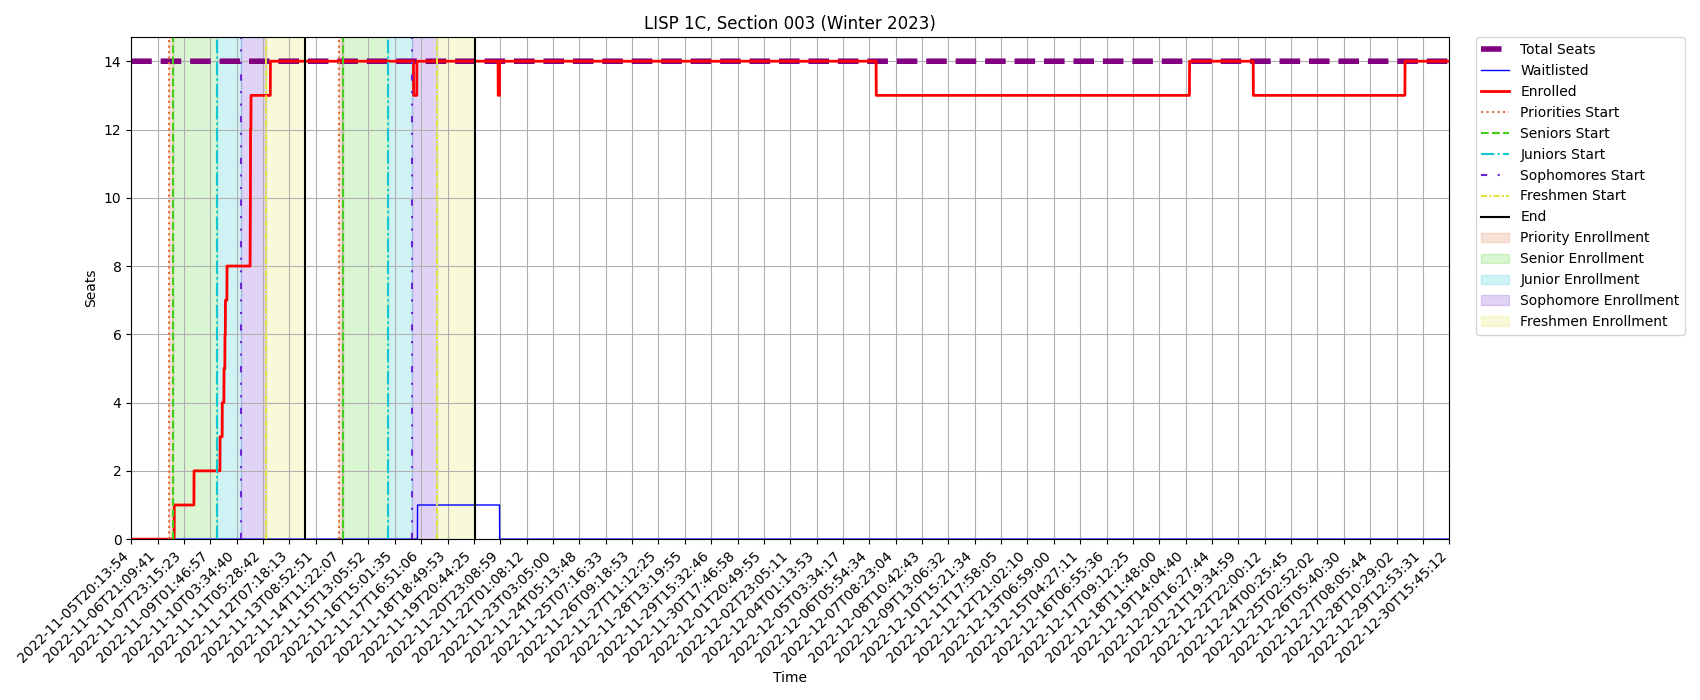 LISP 1C, Section 003 (Winter 2023)
Seats
14
12
10
8
6
4
2
0
2022-11-05T20:13:54
2022-11-06T21:09:41
2022-11-07T23:15:23
2022-11-09T01:46:57
2022-11-10T03:34:40
2022-11-11T05:28:42
2022-11-12T07:18:13
2022-11-13T08:52:51
2022-11-14T11:22:07
2022-11-15T13:05:52
2022-11-16T15:01:35
2022-11-17T16:51:06
2022-11-18T18:49:53
2022-11-19T20:44:25
2022-11-20T23:08:59
2022-11-22T01:08:12
2022-11-23T03:05:00
2022-11-24T05:13:48
2022-11-25T07:16:33
2022-11-26T09:18:53
2022-11-27T11:12:25
2022-11-28T13:19:55
2022-11-29T15:32:46
2022-11-30T17:46:58
2022-12-01T20:49:55
2022-12-02T23:05:11
2022-12-04T01:13:53
2022-12-05T03:34:17
2022-12-06T05:54:34
2022-12-07T08:23:04
2022-12-08T10:42:43
2022-12-09T13:06:32
2022-12-10T15:21:34
2022-12-11T17:58:05
2022-12-12T21:02:10
2022-12-13T06:59:00
2022-12-15T04:27:11
2022-12-16T06:55:36
2022-12-17T09:12:25
2022-12-18T11:48:00
2022-12-19T14:04:40
2022-12-20T16:27:44
2022-12-21T19:34:59
2022-12-22T22:00:12
2022-12-24T00:25:45
2022-12-25T02:52:02
2022-12-26T05:40:30
2022-12-27T08:05:44
2022-12-28T10:29:02
2022-12-29T12:53:31
2022-12-30T15:45:12
Time
Total Seats
Waitlisted
Enrolled
Priorities Start
Seniors Start
Juniors Start
Sophomores Start
Freshmen Start
End
Priority Enrollment
Senior Enrollment
Junior Enrollment
Sophomore Enrollment
Freshmen Enrollment